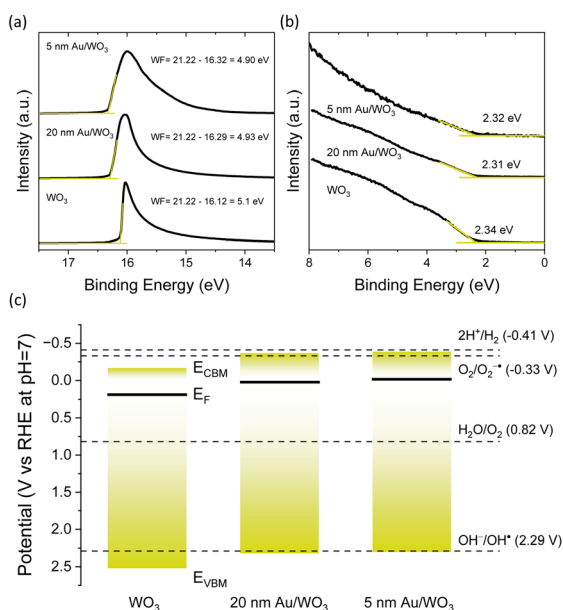 (a)
5 nm Au/WO₃
WF= 21.22 - 16.32 = 4.90 eV
20 nm Au/WO₃
WF= 21.22 - 16.29 = 4.93 eV
WO₃
WF= 21.22 - 16.12 = 5.1 eV
Intensity (a.u.)
17 16 15 14
Binding Energy (eV)
(b)
5 nm Au/WO₃
2.32 eV
20 nm Au/WO₃
2.31 eV
WO₃
2.34 eV
Intensity (a.u.)
8 6 4 2 0
Binding Energy (eV)
(c)
Potential (V vs RHE at pH=7)
−0.5
0.0
0.5
1.0
1.5
2.0
2.5
E_CBM
E_F
E_VBM
2H⁺/H₂ (-0.41 V)
O₂/O₂⁻• (-0.33 V)
H₂O/O₂ (0.82 V)
OH⁻/OH• (2.29 V)
WO₃ 20 nm Au/WO₃ 5 nm Au/WO₃